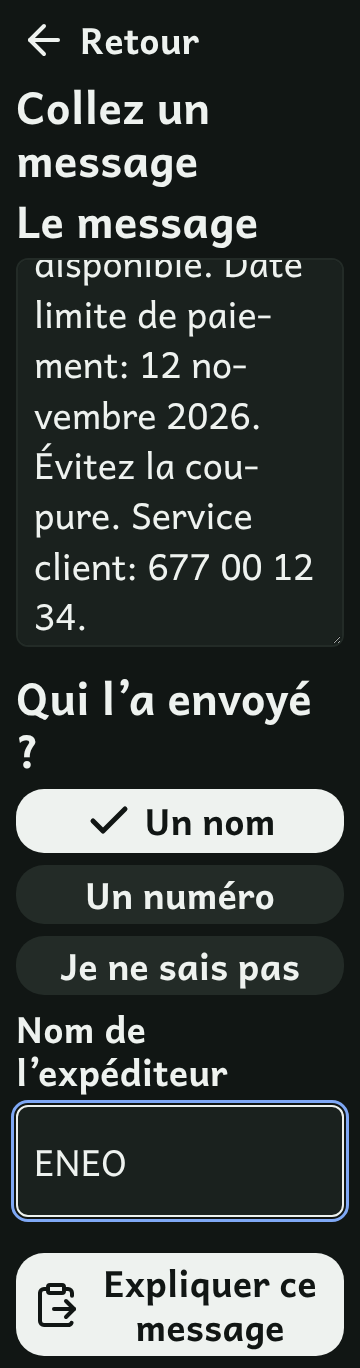 Retour
Collez un
message
Le message
disponible. Date
limite de paie-
ment: 12 no-
vembre 2026.
Évitez la cou-
pure. Service
client: 677 00 12
34.
Qui l’a envoyé
?
Un nom
Un numéro
Je ne sais pas
Nom de
l’expéditeur
ENEO
Expliquer ce
message